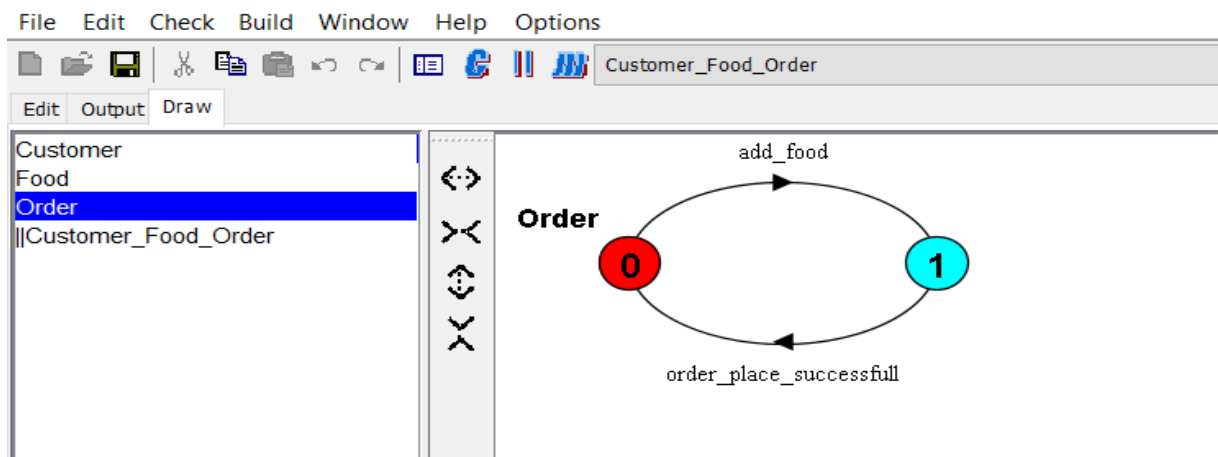 File Edit Check Build Window Help Options
Customer_Food_Order
Edit Output Draw
Customer
Food
Order
||Customer_Food_Order
add_food
Order
0
1
order_place_successfull